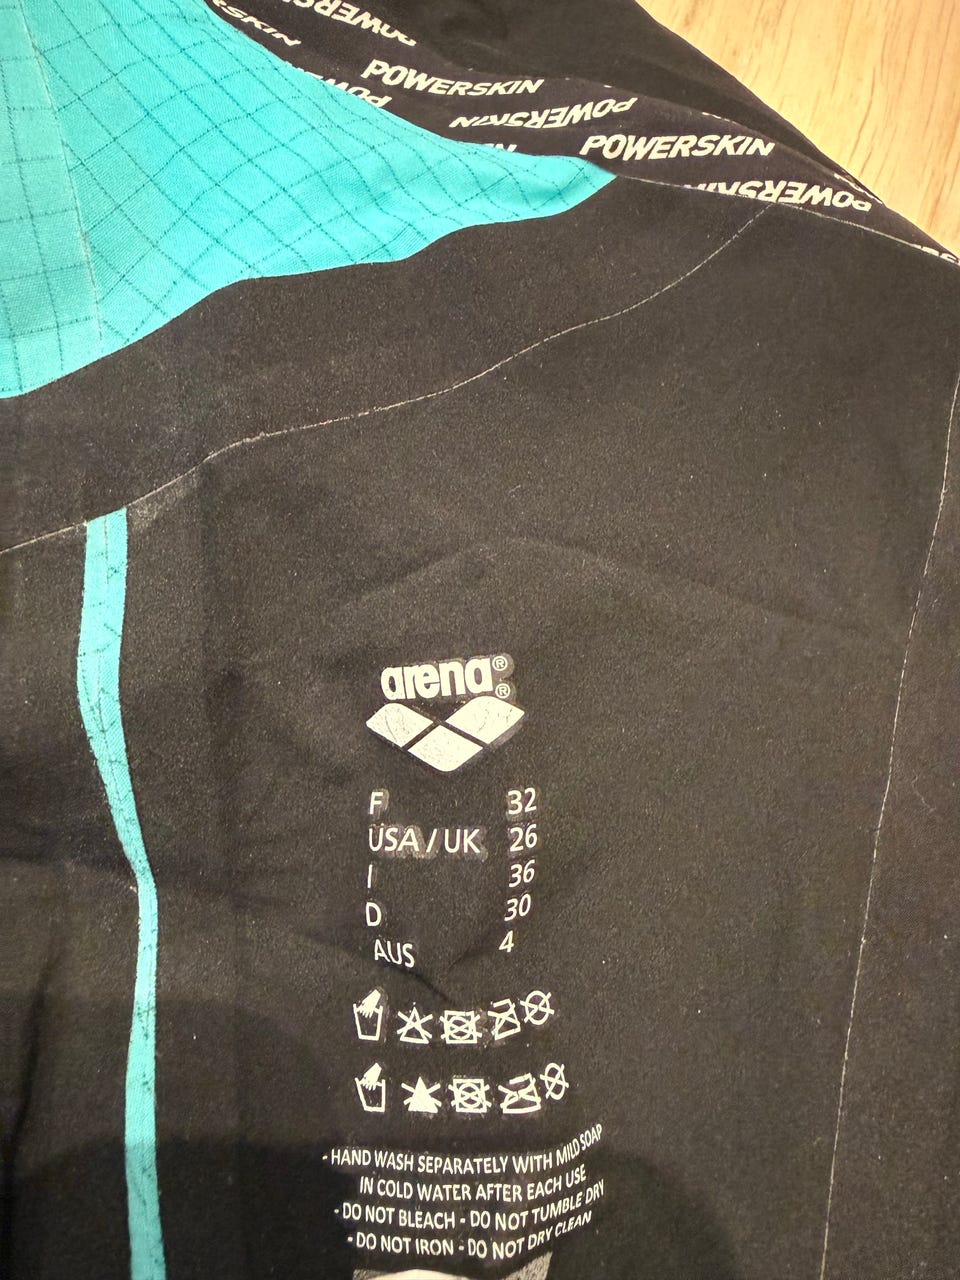 POWERSKIN
POWERSKIN
POWERSKIN
POWERSKIN
POWERSKIN
arena®
®
F 32
USA / UK 26
I 36
D 30
AUS 4
- HAND WASH SEPARATELY WITH MILD SOAP
IN COLD WATER AFTER EACH USE
- DO NOT BLEACH - DO NOT TUMBLE DRY
- DO NOT IRON - DO NOT DRY CLEAN